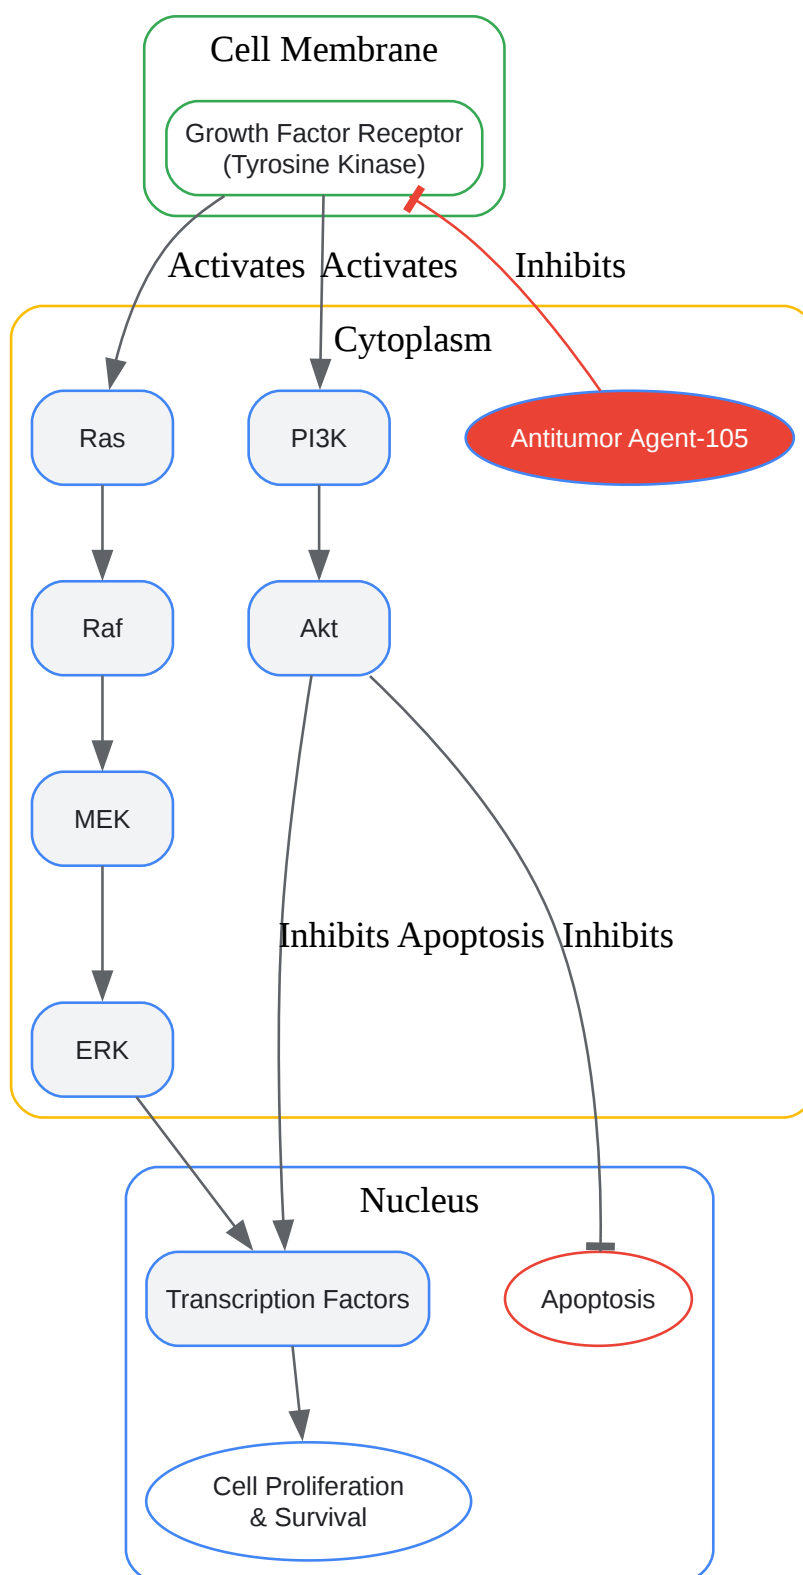 Cell Membrane
Growth Factor Receptor
(Tyrosine Kinase)
Activates
Activates
Inhibits
Cytoplasm
Ras
PI3K
Antitumor Agent-105
Raf
Akt
MEK
Inhibits Apoptosis
Inhibits
ERK
Nucleus
Transcription Factors
Apoptosis
Cell Proliferation
& Survival